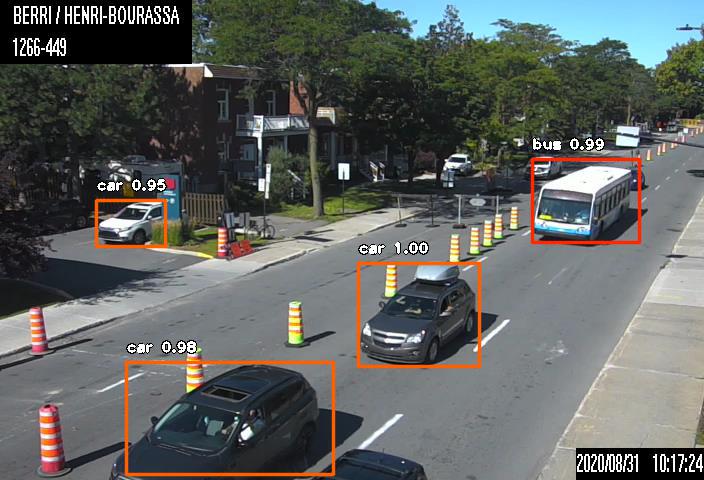 BERRI / HENRI-BOURASSA
1266-449
bus 0.99
car 0.95
car 1.00
car 0.98
2020/08/31 10:17:24